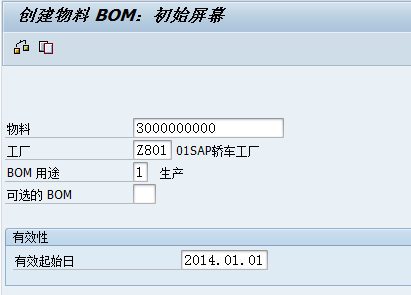 创建物料 BOM：初始屏幕
物料 3000000000
工厂 Z801 01SAP轿车工厂
BOM 用途 1 生产
可选的 BOM
有效性
有效起始日 2014.01.01